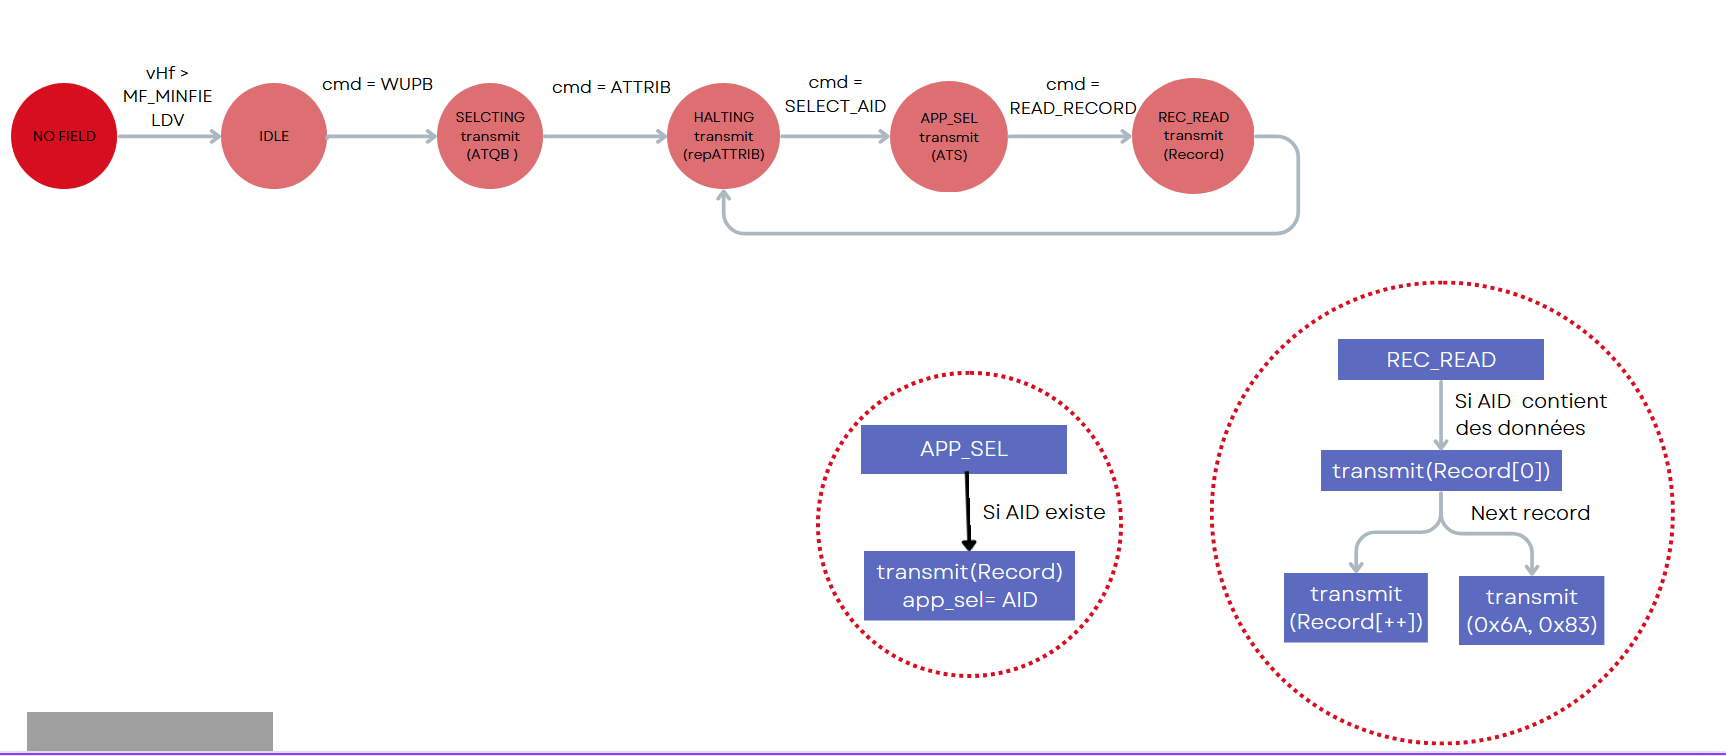 vHf >
MF_MINFIE
LDV
cmd = WUPB
cmd = ATTRIB
cmd =
SELECT_AID
cmd =
READ_RECORD
NO FIELD
IDLE
SELCTING
transmit
(ATQB )
HALTING
transmit
(repATTRIB)
APP_SEL
transmit
(ATS)
REC_READ
transmit
(Record)
APP_SEL
Si AID existe
transmit(Record)
app_sel= AID
REC_READ
Si AID contient
des données
transmit(Record[0])
Next record
transmit
(Record[++])
transmit
(0x6A, 0x83)